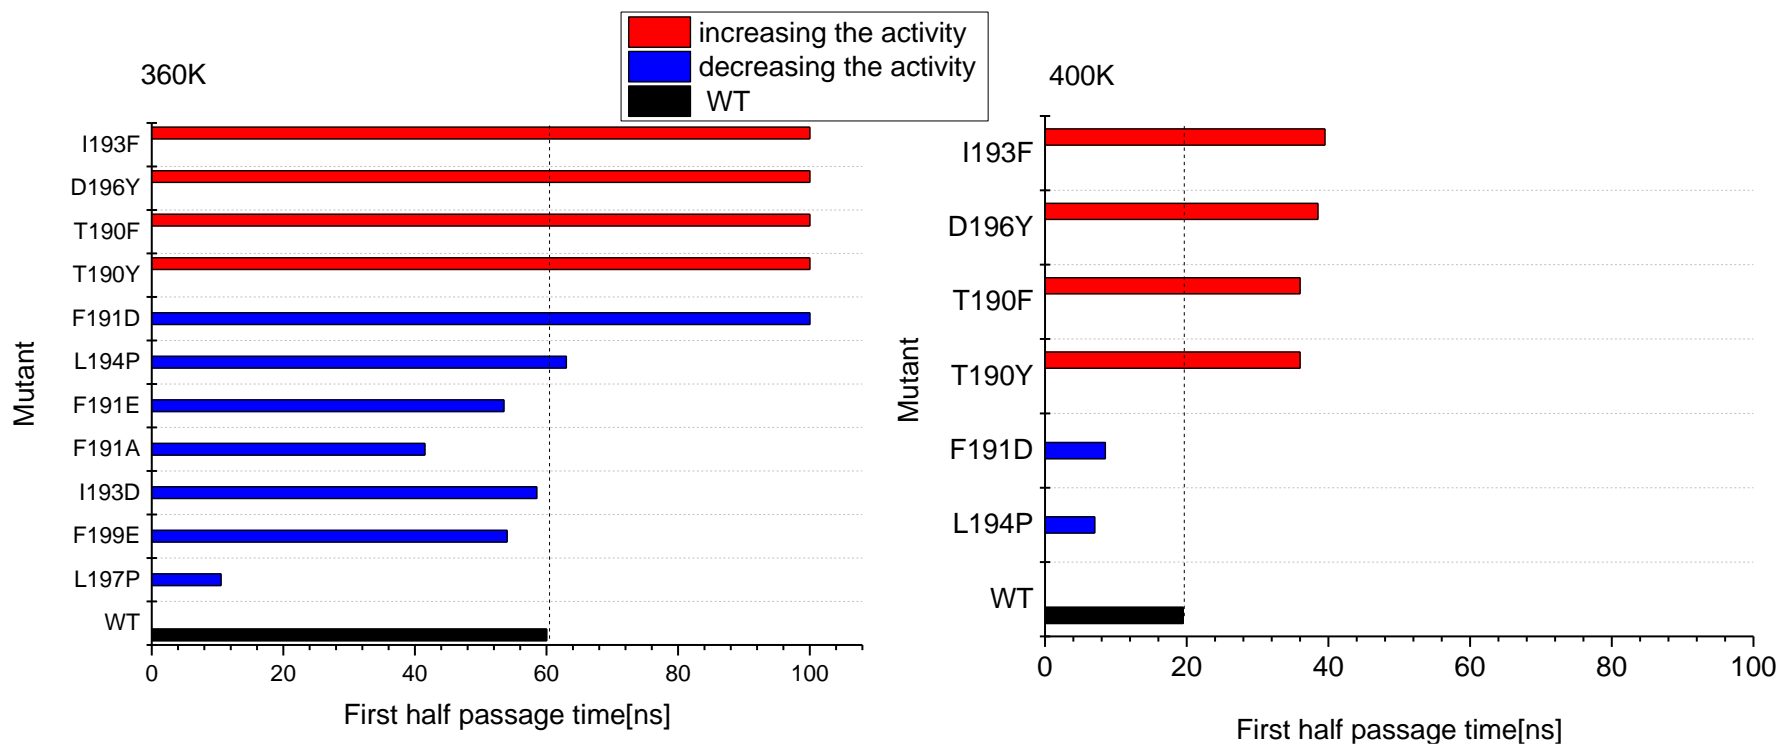 increasing the activity
decreasing the activity
WT
360K
I193F
D196Y
T190F
T190Y
F191D
L194P
F191E
F191A
I193D
F199E
L197P
WT
Mutant
0 20 40 60 80 100
First half passage time[ns]
400K
I193F
D196Y
T190F
T190Y
F191D
L194P
WT
Mutant
0 20 40 60 80 100
First half passage time[ns]